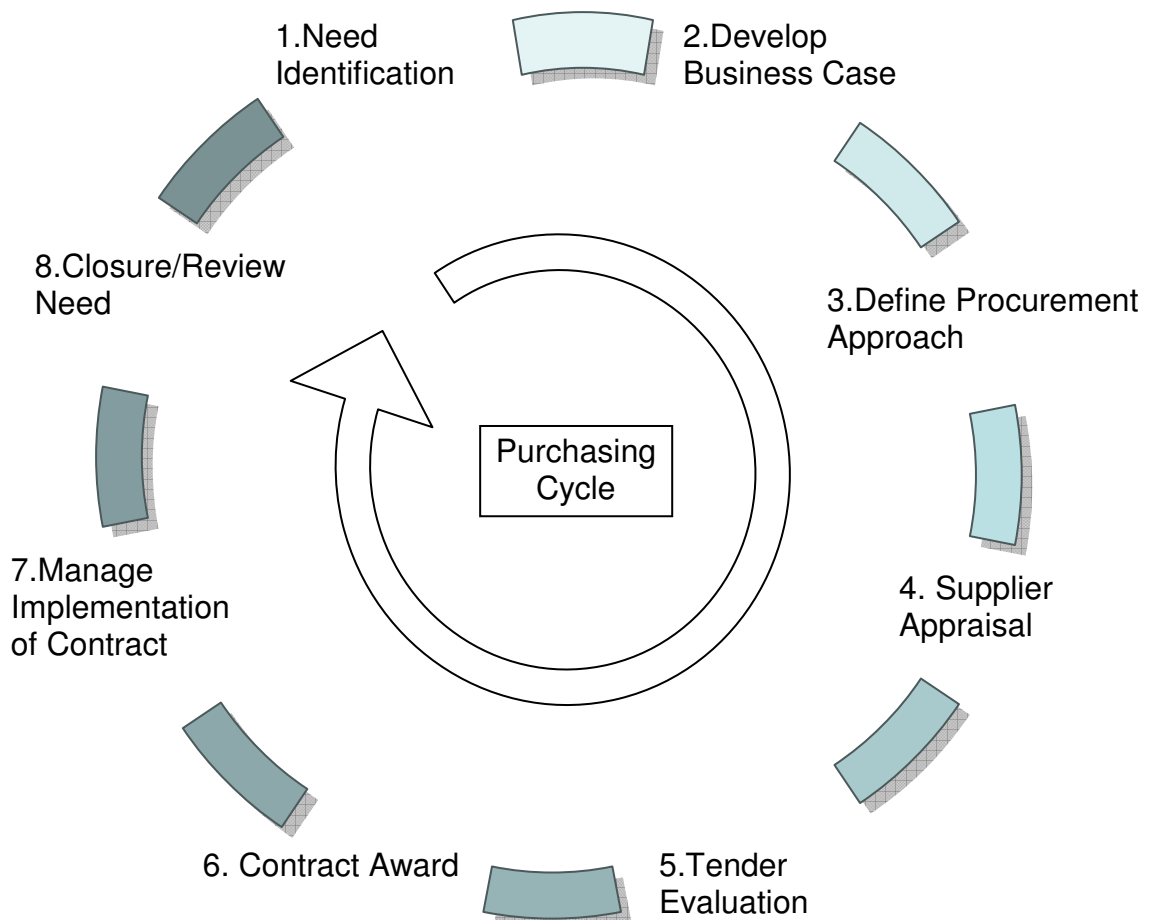 1.Need
Identification
2.Develop
Business Case
3.Define Procurement
Approach
4. Supplier
Appraisal
5.Tender
Evaluation
6. Contract Award
7.Manage
Implementation
of Contract
8.Closure/Review
Need
Purchasing
Cycle